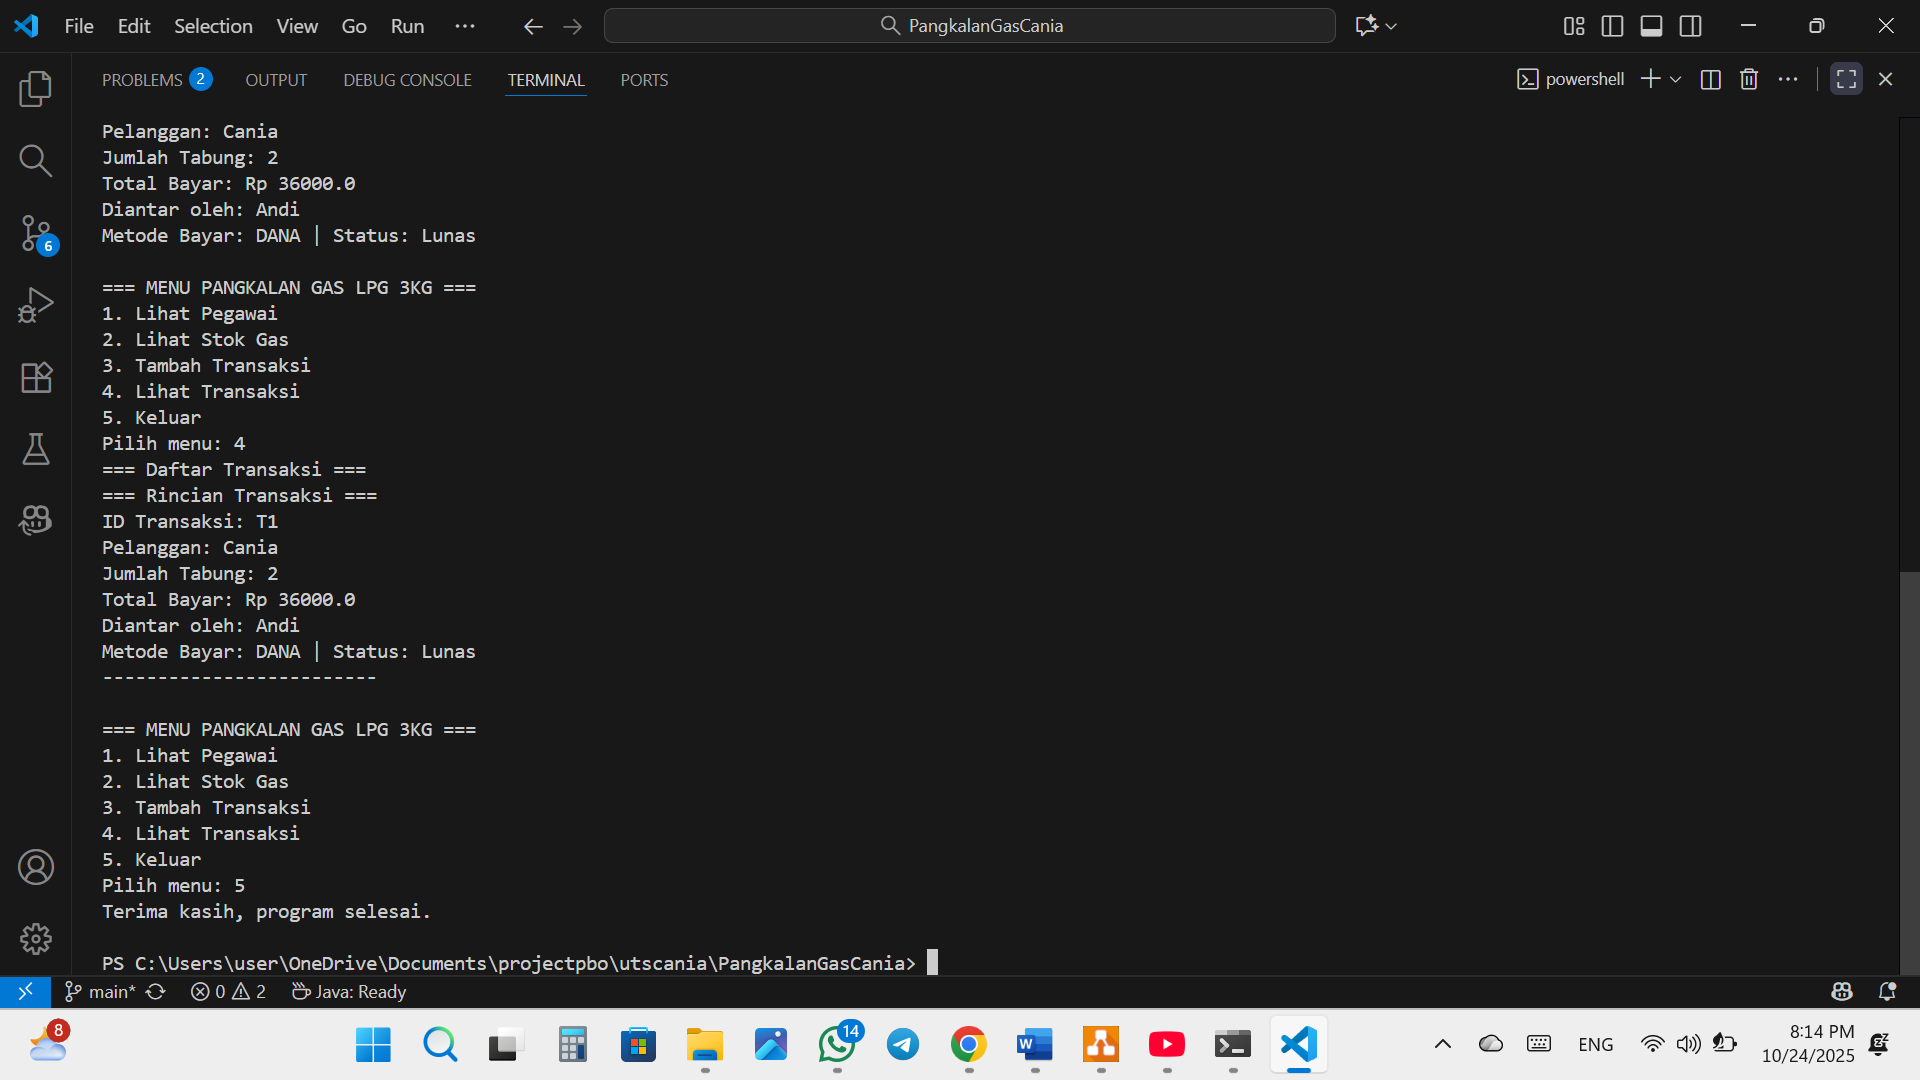 File Edit Selection View Go Run ··· PangkalanGasCania
PROBLEMS 2 OUTPUT DEBUG CONSOLE TERMINAL PORTS powershell
Pelanggan: Cania
Jumlah Tabung: 2
Total Bayar: Rp 36000.0
Diantar oleh: Andi
Metode Bayar: DANA | Status: Lunas
=== MENU PANGKALAN GAS LPG 3KG ===
1. Lihat Pegawai
2. Lihat Stok Gas
3. Tambah Transaksi
4. Lihat Transaksi
5. Keluar
Pilih menu: 4
=== Daftar Transaksi ===
=== Rincian Transaksi ===
ID Transaksi: T1
Pelanggan: Cania
Jumlah Tabung: 2
Total Bayar: Rp 36000.0
Diantar oleh: Andi
Metode Bayar: DANA | Status: Lunas
-------------------------
=== MENU PANGKALAN GAS LPG 3KG ===
1. Lihat Pegawai
2. Lihat Stok Gas
3. Tambah Transaksi
4. Lihat Transaksi
5. Keluar
Pilih menu: 5
Terima kasih, program selesai.
PS C:\Users\user\OneDrive\Documents\projectpbo\utscania\PangkalanGasCania>
6
main* 0 2 Java: Ready
8 14 W ENG 8:14 PM
10/24/2025